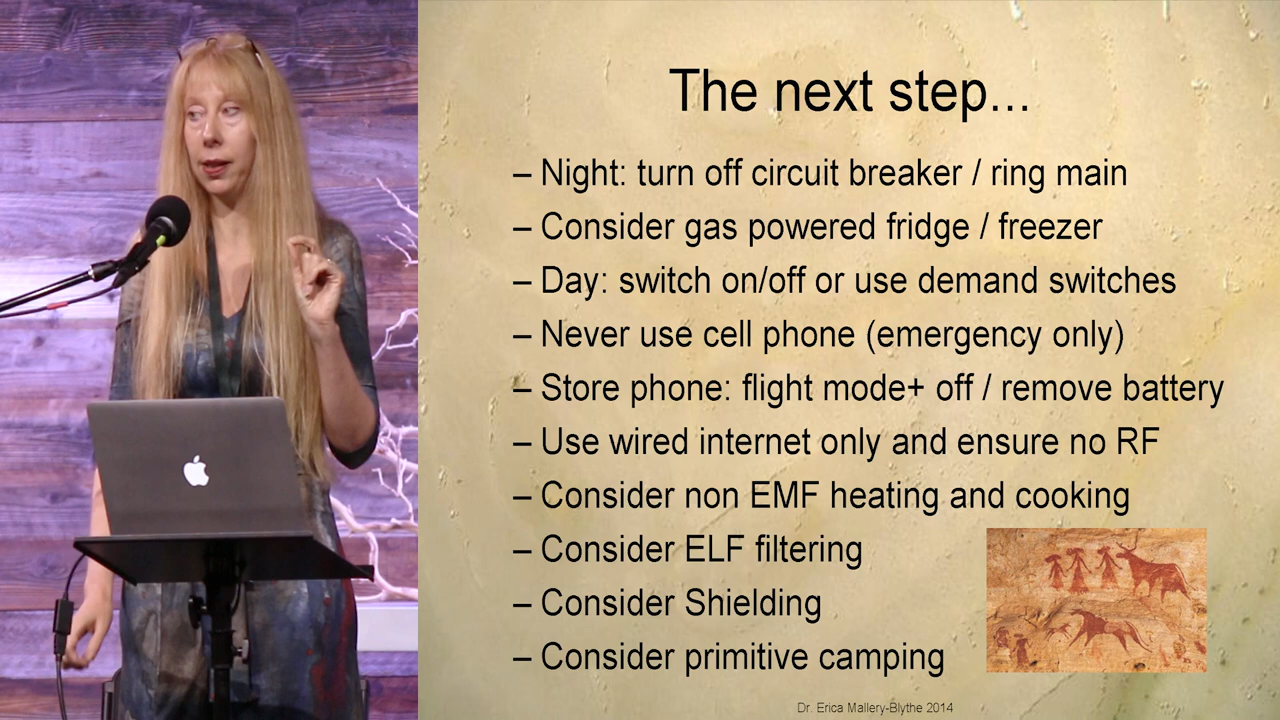 The next step...
– Night: turn off circuit breaker / ring main
– Consider gas powered fridge / freezer
– Day: switch on/off or use demand switches
– Never use cell phone (emergency only)
– Store phone: flight mode+ off / remove battery
– Use wired internet only and ensure no RF
– Consider non EMF heating and cooking
– Consider ELF filtering
– Consider Shielding
– Consider primitive camping
Dr. Erica Mallery-Blythe 2014